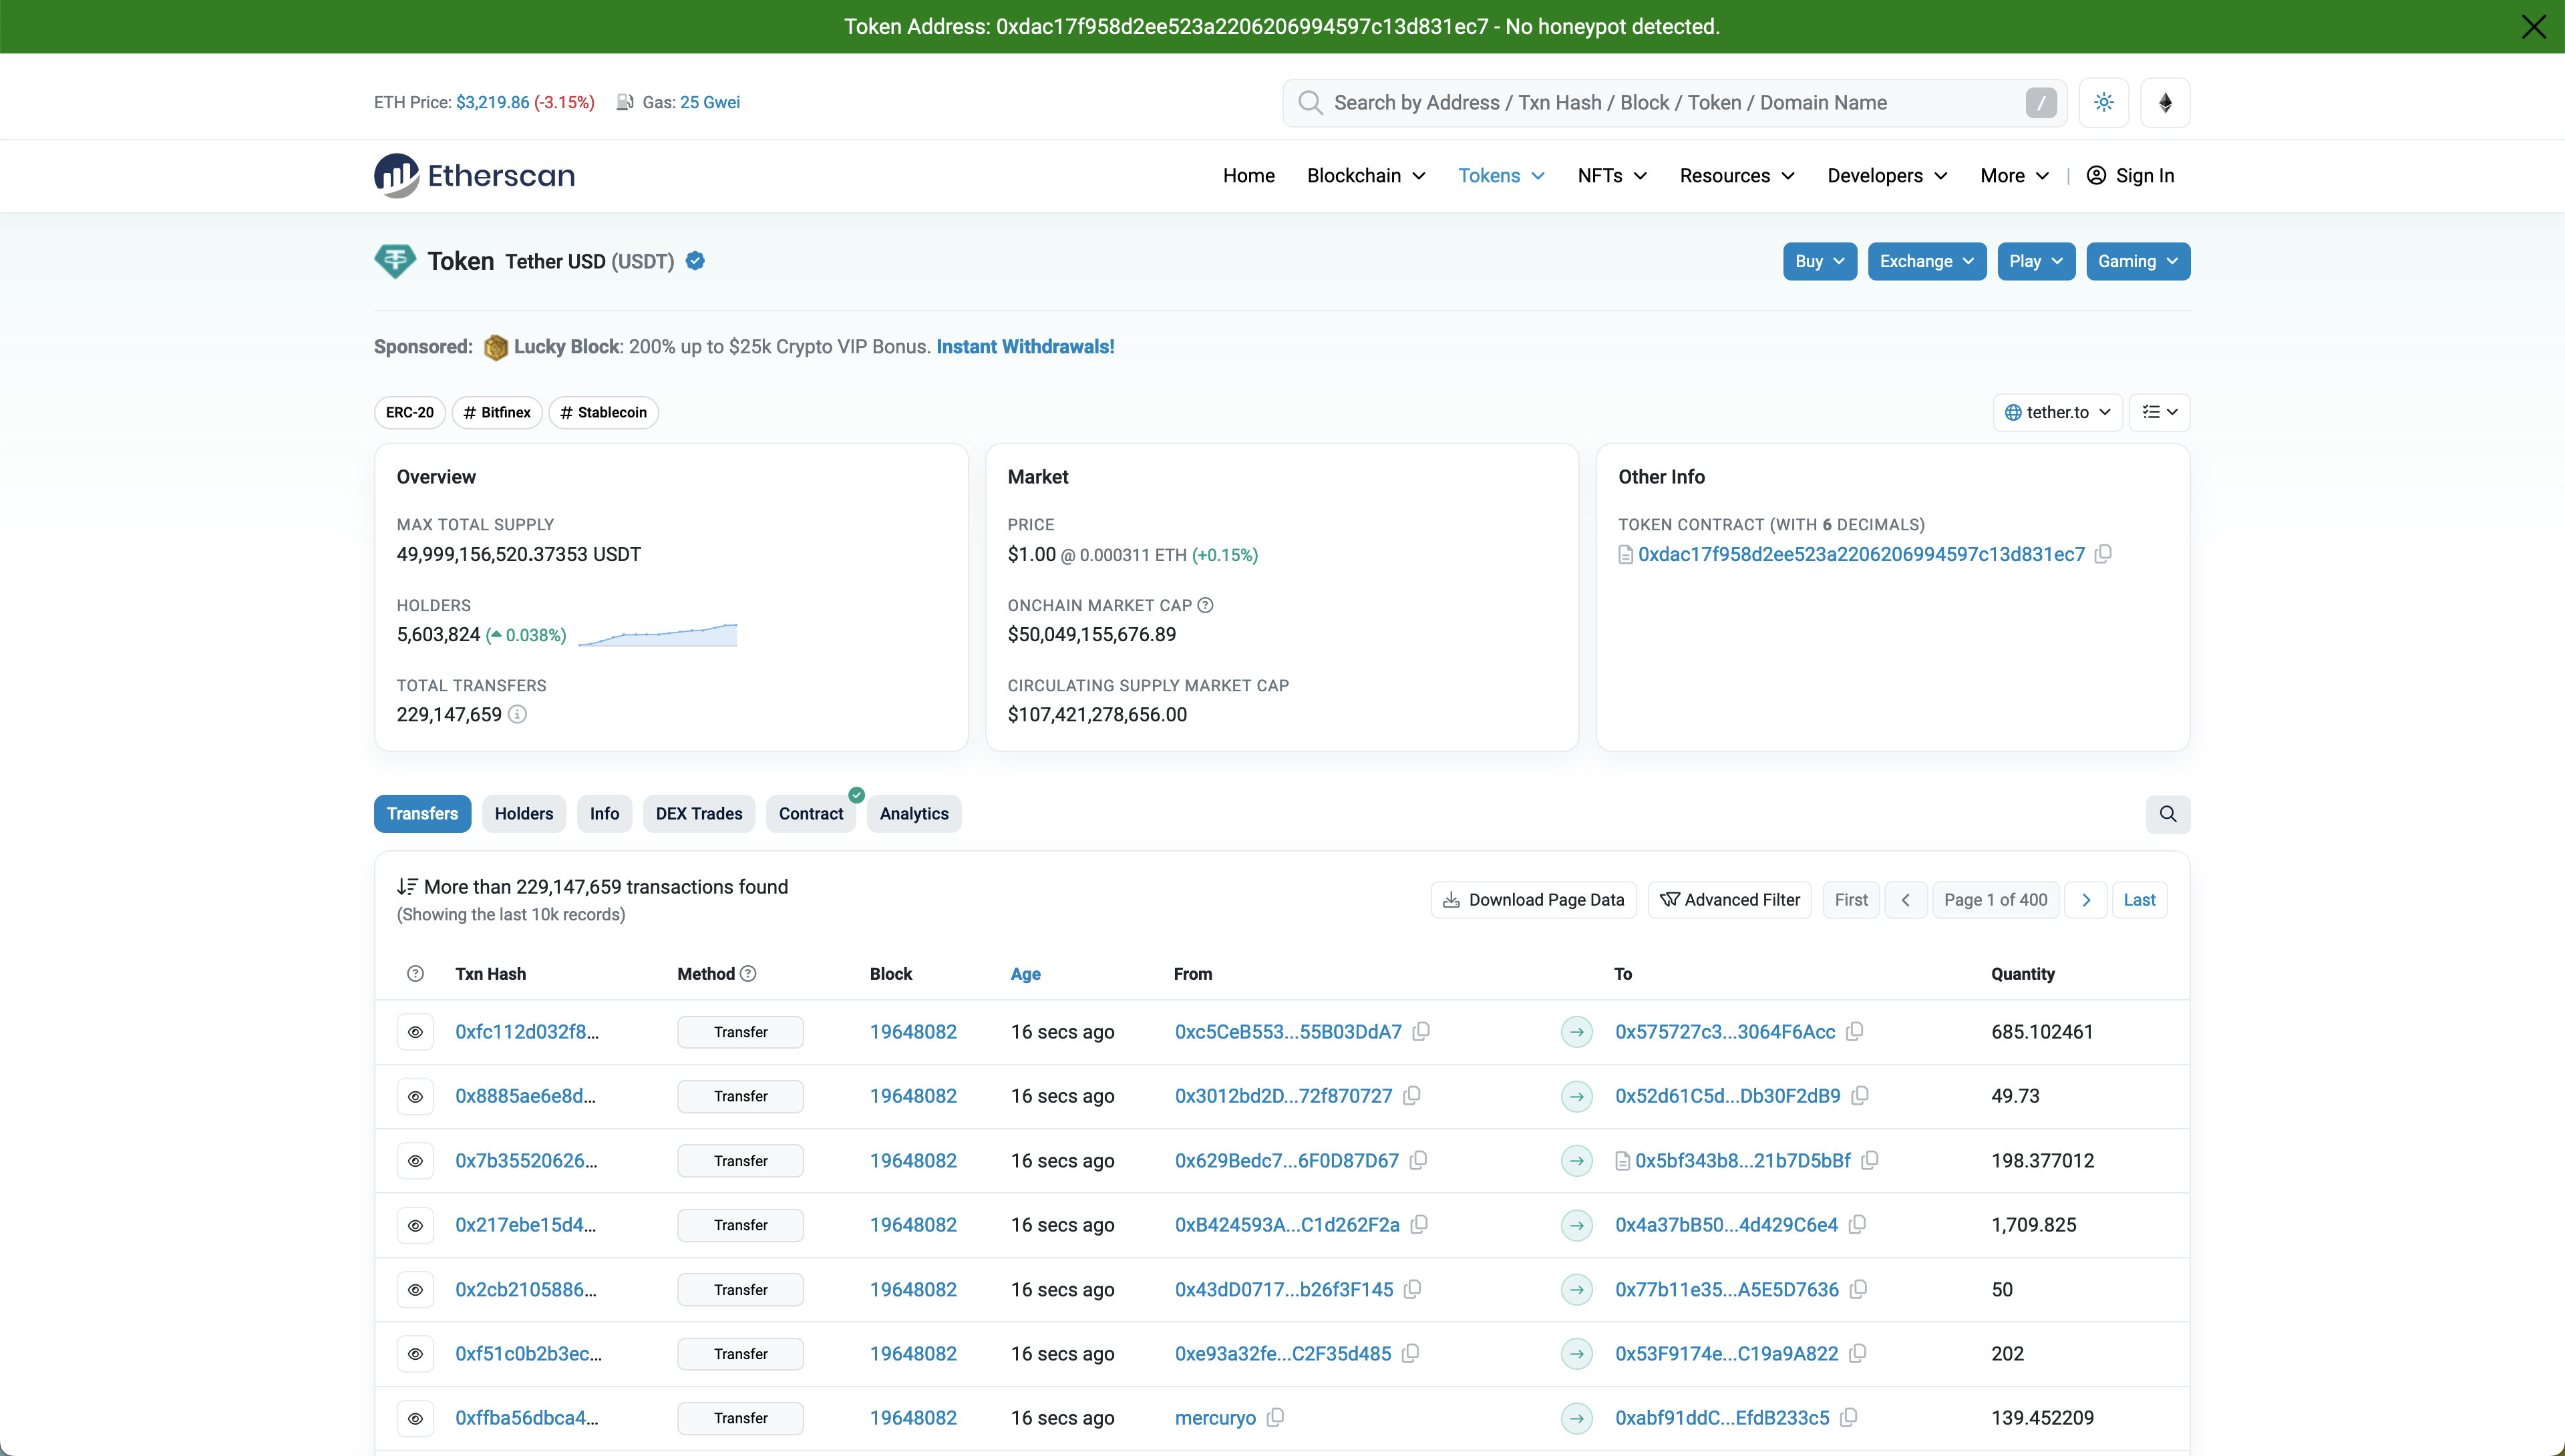 Token Address: 0xdac17f958d2ee523a2206206994597c13d831ec7 - No honeypot detected.
ETH Price: $3,219.86 (-3.15%) Gas: 25 Gwei
Search by Address / Txn Hash / Block / Token / Domain Name /
Etherscan
Home Blockchain Tokens NFTs Resources Developers More | Sign In
Token Tether USD (USDT)
Buy Exchange Play Gaming
Sponsored: Lucky Block: 200% up to $25k Crypto VIP Bonus. Instant Withdrawals!
ERC-20 # Bitfinex # Stablecoin
tether.to
Overview
MAX TOTAL SUPPLY
49,999,156,520.37353 USDT
HOLDERS
5,603,824 (0.038%)
TOTAL TRANSFERS
229,147,659
Market
PRICE
$1.00 @ 0.000311 ETH (+0.15%)
ONCHAIN MARKET CAP
$50,049,155,676.89
CIRCULATING SUPPLY MARKET CAP
$107,421,278,656.00
Other Info
TOKEN CONTRACT (WITH 6 DECIMALS)
0xdac17f958d2ee523a2206206994597c13d831ec7
Transfers Holders Info DEX Trades Contract Analytics
More than 229,147,659 transactions found
(Showing the last 10k records)
Download Page Data Advanced Filter First Page 1 of 400 Last
Txn Hash Method Block Age From To Quantity
0xfc112d032f8... Transfer 19648082 16 secs ago 0xc5CeB553...55B03DdA7 0x575727c3...3064F6Acc 685.102461
0x8885ae6e8d... Transfer 19648082 16 secs ago 0x3012bd2D...72f870727 0x52d61C5d...Db30F2dB9 49.73
0x7b35520626... Transfer 19648082 16 secs ago 0x629Bedc7...6F0D87D67 0x5bf343b8...21b7D5bBf 198.377012
0x217ebe15d4... Transfer 19648082 16 secs ago 0xB424593A...C1d262F2a 0x4a37bB50...4d429C6e4 1,709.825
0x2cb2105886... Transfer 19648082 16 secs ago 0x43dD0717...b26f3F145 0x77b11e35...A5E5D7636 50
0xf51c0b2b3ec... Transfer 19648082 16 secs ago 0xe93a32fe...C2F35d485 0x53F9174e...C19a9A822 202
0xffba56dbca4... Transfer 19648082 16 secs ago mercuryo 0xabf91ddC...EfdB233c5 139.452209